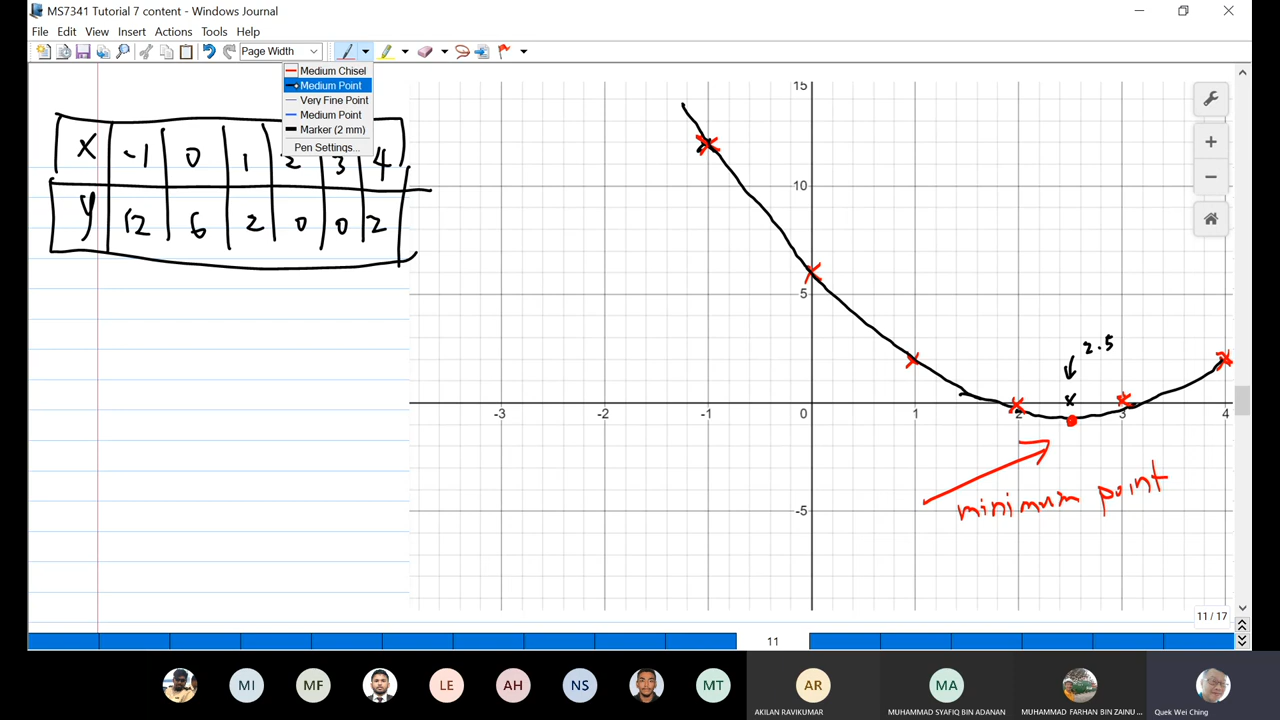 MS7341 Tutorial 7 content - Windows Journal
File Edit View Insert Actions Tools Help
Page Width
Medium Chisel
Medium Point
Very Fine Point
Medium Point
Marker (2 mm)
Pen Settings...
x -1 0 1 2 3 4
y 12 6 2 0 0 2
15
10
5
2.5
-3 -2 -1 0 1 2 3 4
-5
minimum point
11 / 17
11
MI MF LE AH NS MT AR MA
AKILAN RAVIKUMAR MUHAMMAD SYAFIQ BIN ADANAN MUHAMMAD FARHAN BIN ZAINU ... Quek Wei Ching